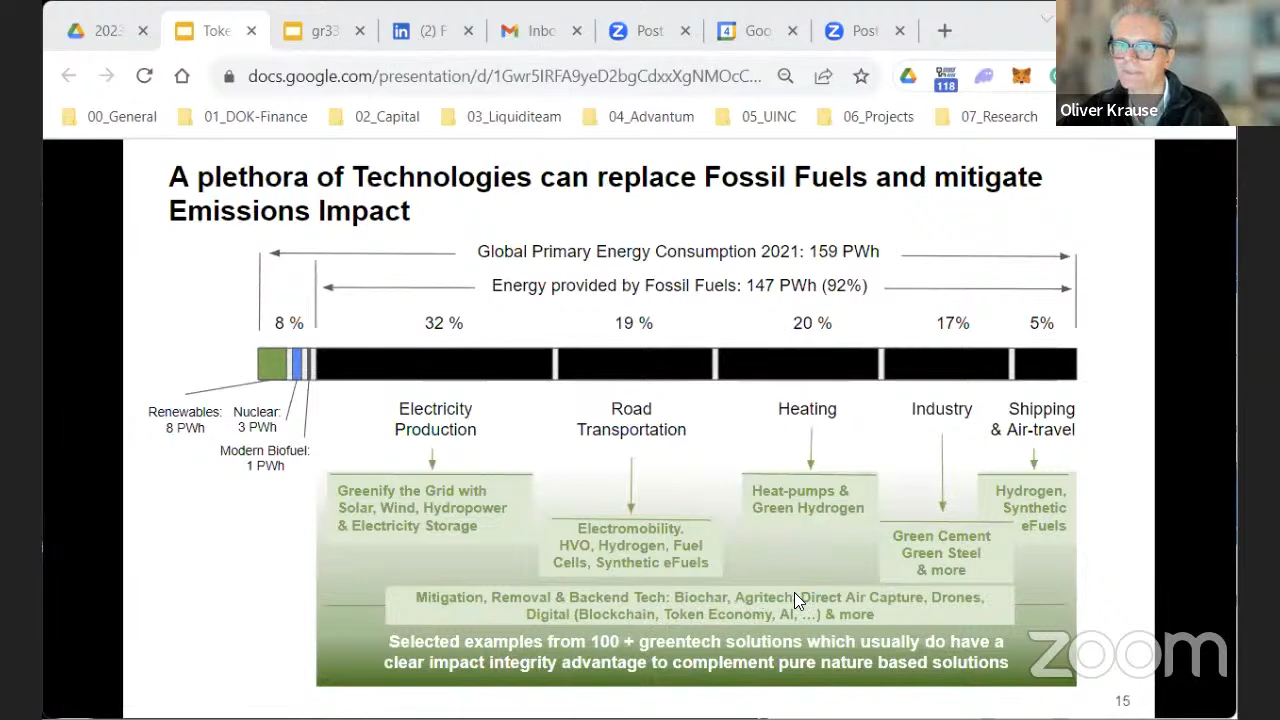 2023
Toke
gr33
(2) F
Inbo
Post
Goo
Post
docs.google.com/presentation/d/1Gwr5IRFA9yeD2bgCdxxXgNMOcC...
118
00_General
01_DOK-Finance
02_Capital
03_Liquiditeam
04_Advantum
05_UINC
06_Projects
07_Research
Oliver Krause
A plethora of Technologies can replace Fossil Fuels and mitigate
Emissions Impact
Global Primary Energy Consumption 2021: 159 PWh
Energy provided by Fossil Fuels: 147 PWh (92%)
8 %
32 %
19 %
20 %
17%
5%
Renewables:
8 PWh
Nuclear:
3 PWh
Modern Biofuel:
1 PWh
Electricity
Production
Road
Transportation
Heating
Industry
Shipping
& Air-travel
Greenify the Grid with
Solar, Wind, Hydropower
& Electricity Storage
Electromobility.
HVO, Hydrogen, Fuel
Cells, Synthetic eFuels
Heat-pumps &
Green Hydrogen
Green Cement
Green Steel
& more
Hydrogen,
Synthetic
eFuels
Mitigation, Removal & Backend Tech: Biochar, Agritech, Direct Air Capture, Drones,
Digital (Blockchain, Token Economy, AI, …) & more
Selected examples from 100 + greentech solutions which usually do have a
clear impact integrity advantage to complement pure nature based solutions
zoom
15